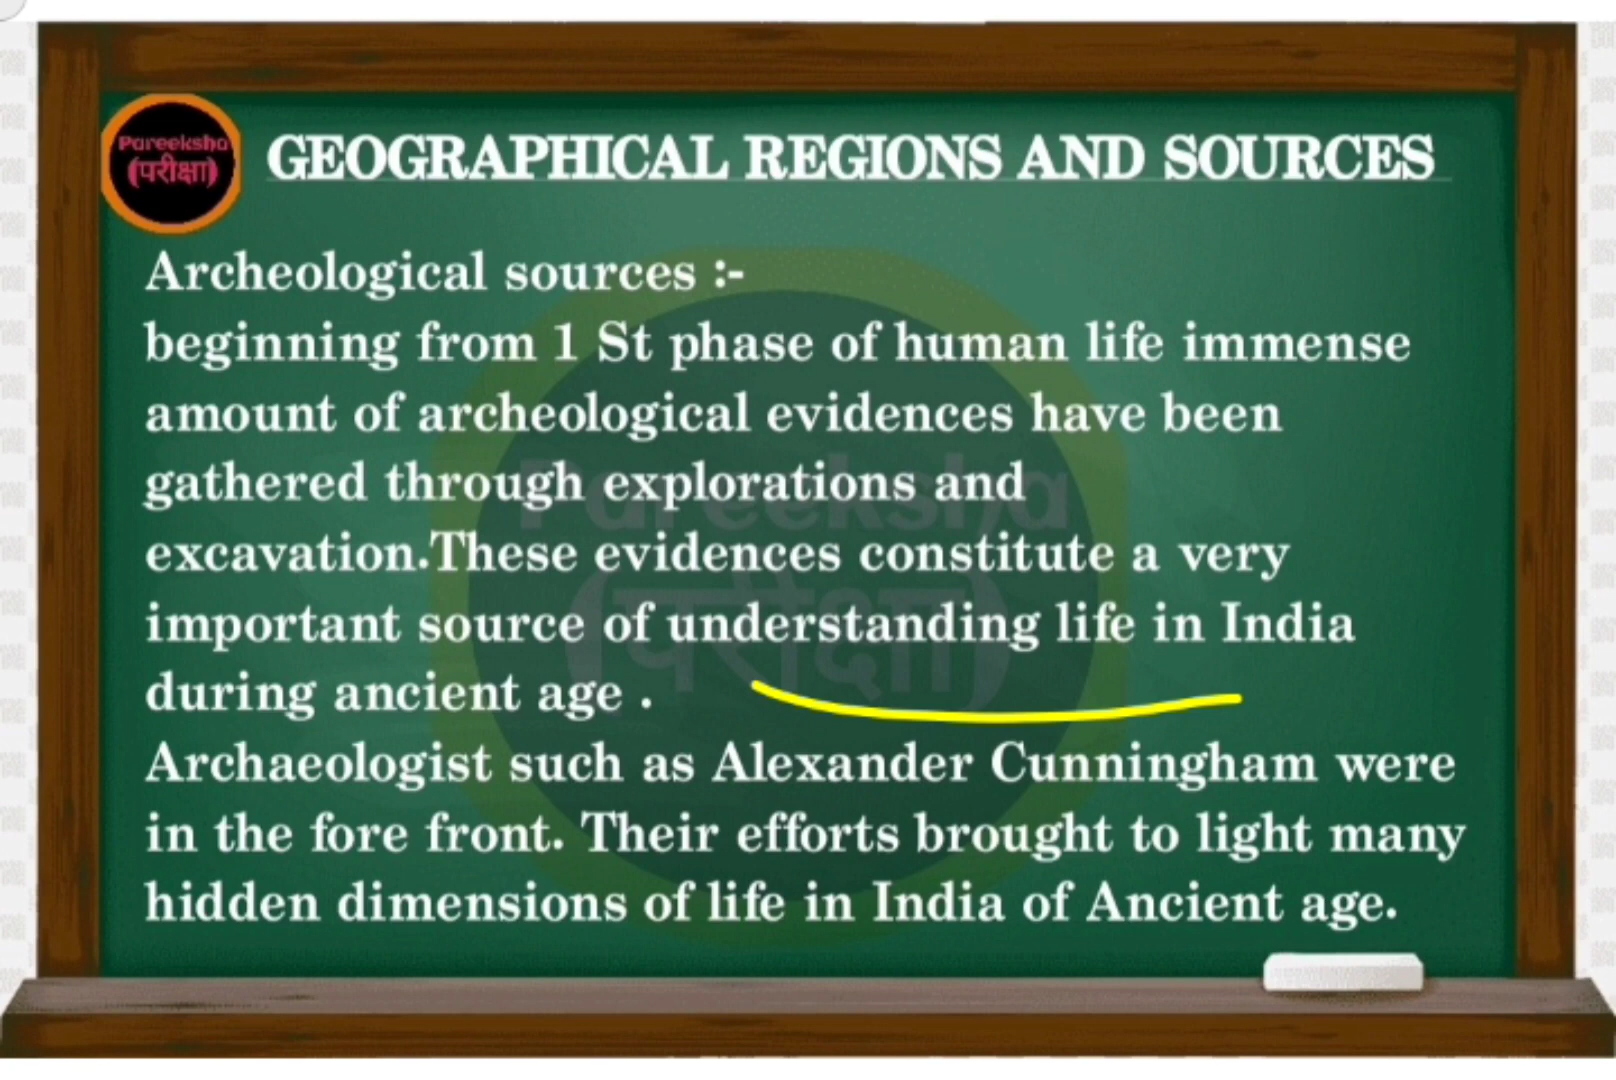 Pareeksha
(परीक्षा)
GEOGRAPHICAL REGIONS AND SOURCES
Archeological sources :-
beginning from 1 St phase of human life immense
amount of archeological evidences have been
gathered through explorations and
excavation.These evidences constitute a very
important source of understanding life in India
during ancient age .
Archaeologist such as Alexander Cunningham were
in the fore front. Their efforts brought to light many
hidden dimensions of life in India of Ancient age.
Pareeksha
(परीक्षा)